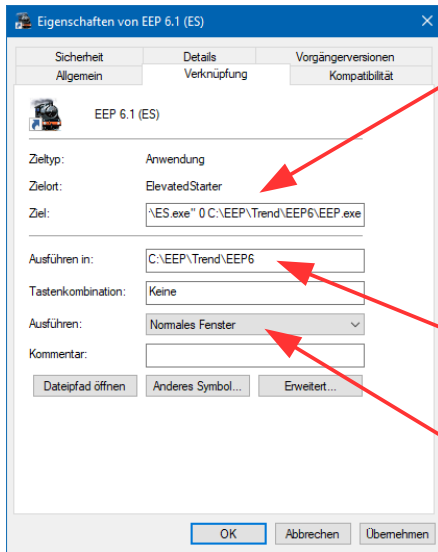 Eigenschaften von EEP 6.1 (ES)
Sicherheit Details Vorgängerversionen
Allgemein Verknüpfung Kompatibilität
EEP 6.1 (ES)
Zieltyp: Anwendung
Zielort: ElevatedStarter
Ziel: \ES.exe" 0 C:\EEP\Trend\EEP6\EEP.exe
Ausführen in: C:\EEP\Trend\EEP6
Tastenkombination: Keine
Ausführen: Normales Fenster
Kommentar:
Dateipfad öffnen Anderes Symbol... Erweitert...
OK Abbrechen Übernehmen